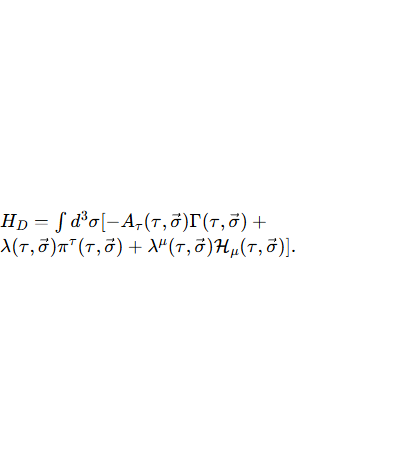 H_D = ∫ d³σ[−A_τ(τ, σ⃗)Γ(τ, σ⃗) +
λ(τ, σ⃗)π^τ(τ, σ⃗) + λ^μ(τ, σ⃗)ℋ_μ(τ, σ⃗)].